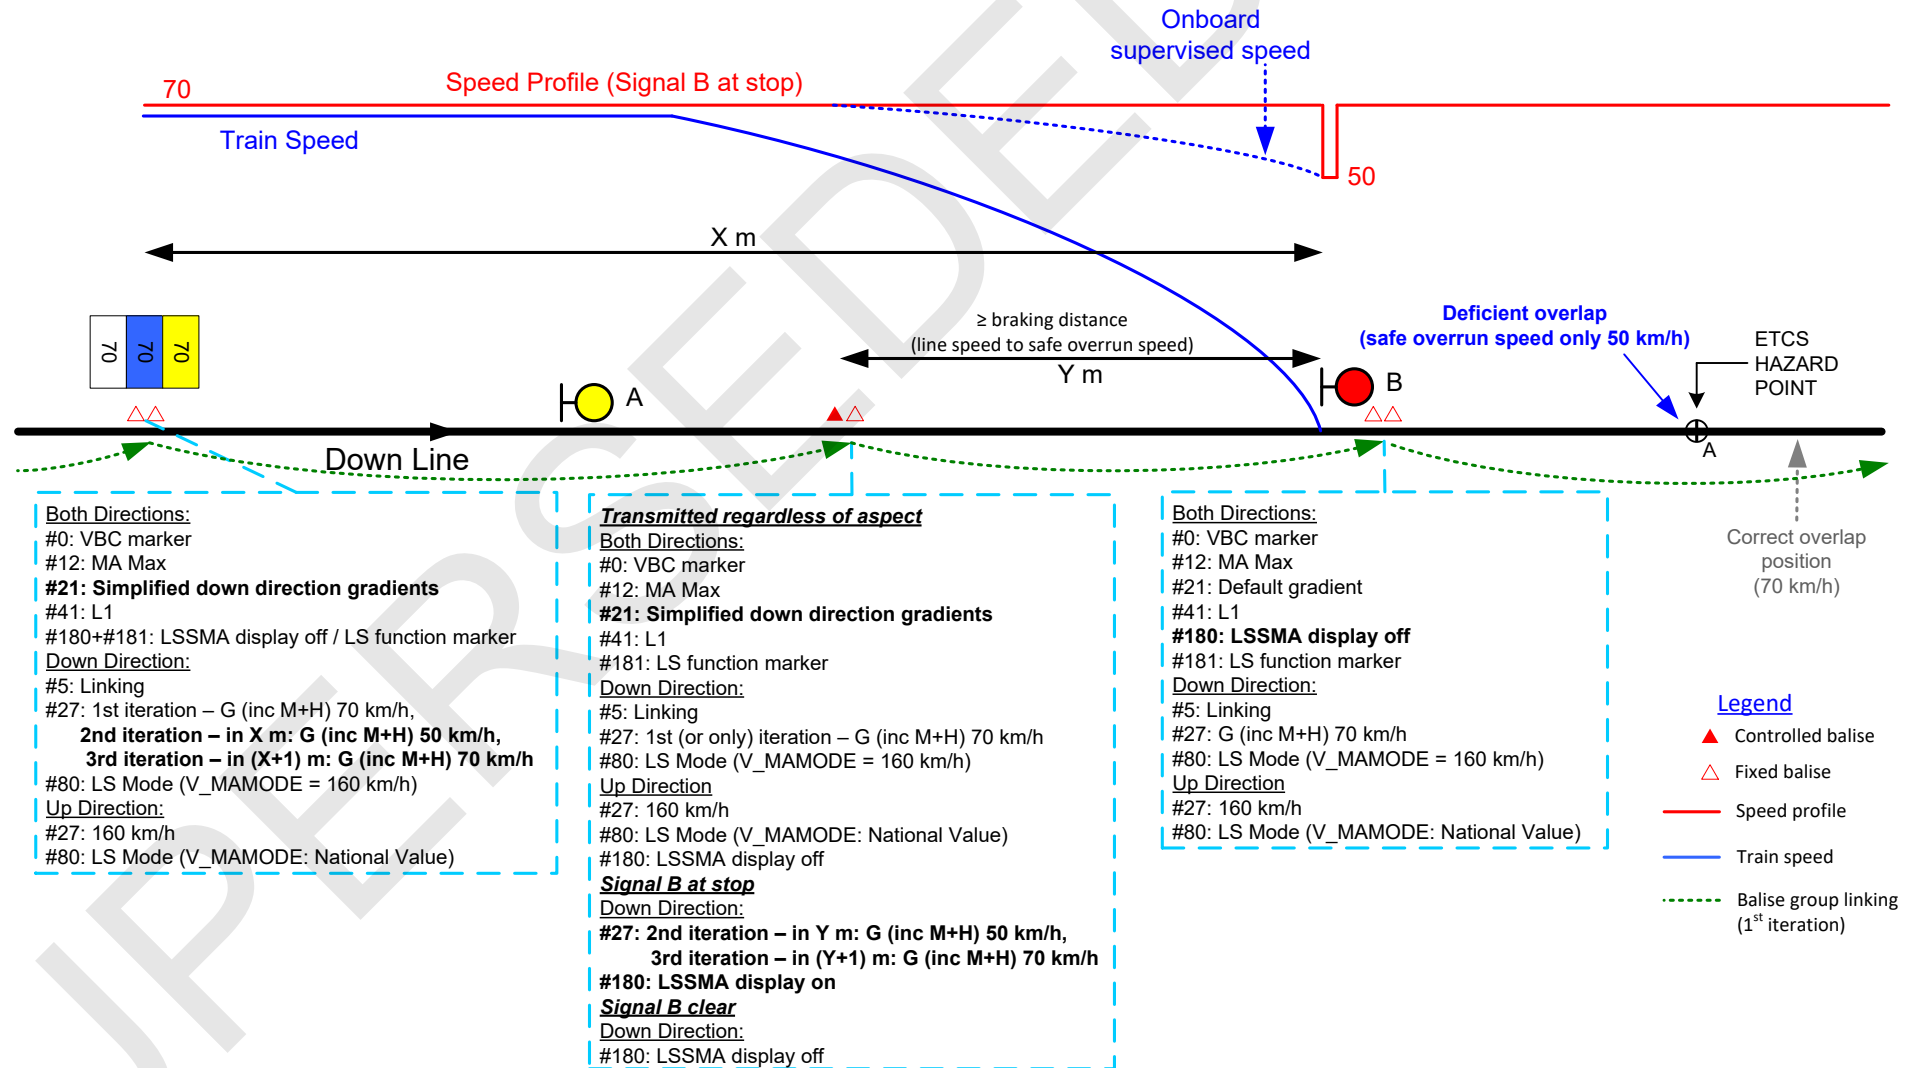 Onboard
supervised speed
70
Speed Profile (Signal B at stop)
Train Speed
50
X m
70
70
70
≥ braking distance
(line speed to safe overrun speed)
Y m
Deficient overlap
(safe overrun speed only 50 km/h)
ETCS
HAZARD
POINT
A
B
A
Down Line
Correct overlap
position
(70 km/h)
Both Directions:
#0: VBC marker
#12: MA Max
#21: Simplified down direction gradients
#41: L1
#180+#181: LSSMA display off / LS function marker
Down Direction:
#5: Linking
#27: 1st iteration – G (inc M+H) 70 km/h,
2nd iteration – in X m: G (inc M+H) 50 km/h,
3rd iteration – in (X+1) m: G (inc M+H) 70 km/h
#80: LS Mode (V_MAMODE = 160 km/h)
Up Direction:
#27: 160 km/h
#80: LS Mode (V_MAMODE: National Value)
Transmitted regardless of aspect
Both Directions:
#0: VBC marker
#12: MA Max
#21: Simplified down direction gradients
#41: L1
#181: LS function marker
Down Direction:
#5: Linking
#27: 1st (or only) iteration – G (inc M+H) 70 km/h
#80: LS Mode (V_MAMODE = 160 km/h)
Up Direction
#27: 160 km/h
#80: LS Mode (V_MAMODE: National Value)
#180: LSSMA display off
Signal B at stop
Down Direction:
#27: 2nd iteration – in Y m: G (inc M+H) 50 km/h,
3rd iteration – in (Y+1) m: G (inc M+H) 70 km/h
#180: LSSMA display on
Signal B clear
Down Direction:
#180: LSSMA display off
Both Directions:
#0: VBC marker
#12: MA Max
#21: Default gradient
#41: L1
#180: LSSMA display off
#181: LS function marker
Down Direction:
#5: Linking
#27: G (inc M+H) 70 km/h
#80: LS Mode (V_MAMODE = 160 km/h)
Up Direction
#27: 160 km/h
#80: LS Mode (V_MAMODE: National Value)
Legend
Controlled balise
Fixed balise
Speed profile
Train speed
Balise group linking
(1st iteration)
UPERSEDED